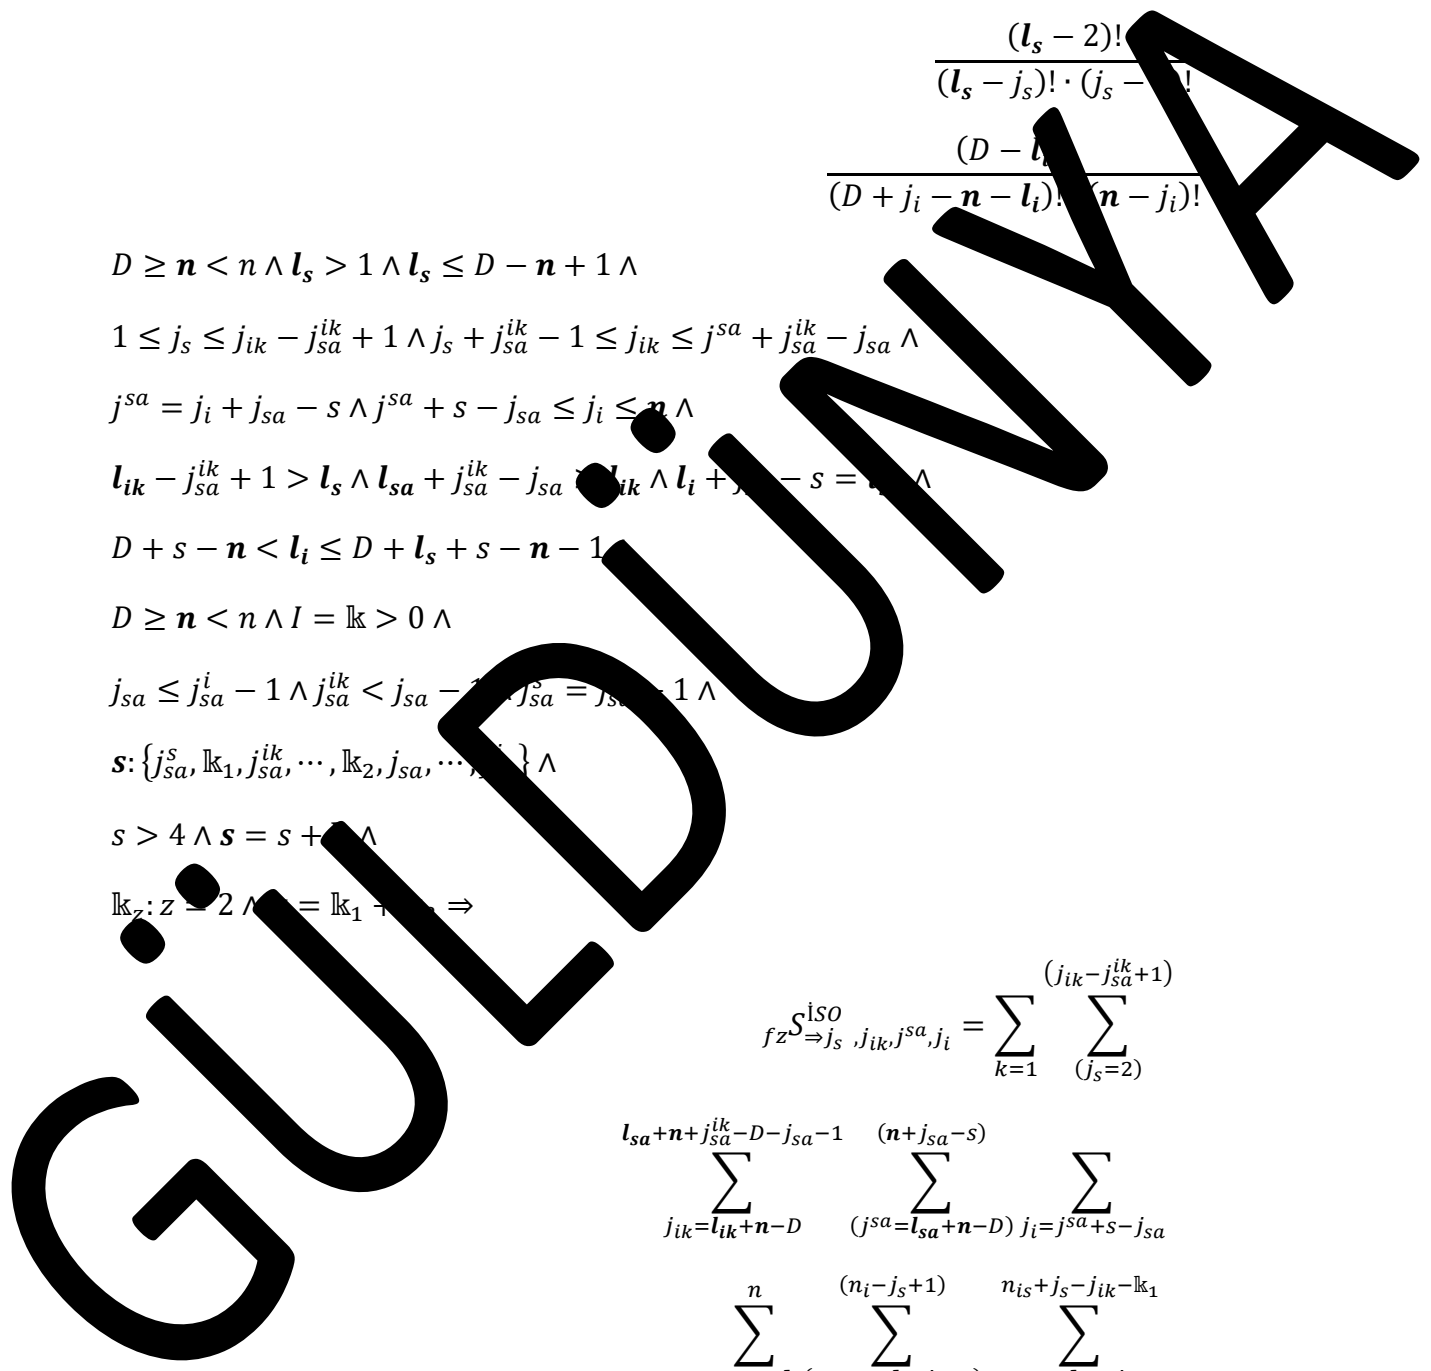 (l_s − 2)!
(l_s − j_s)! · (j_s − !
(D −
(D + j_i − n − l_i)! (n − j_i)!
D ≥ n < n ∧ l_s > 1 ∧ l_s ≤ D − n + 1 ∧
1 ≤ j_s ≤ j_ik − j_sa^ik + 1 ∧ j_s + j_sa^ik − 1 ≤ j_ik ≤ j^sa + j_sa^ik − j_sa ∧
j^sa = j_i + j_sa − s ∧ j^sa + s − j_sa ≤ j_i ≤ n ∧
l_ik − j_sa^ik + 1 > l_s ∧ l_sa + j_sa^ik − j_sa > l_ik ∧ l_i + − s = ∧
D + s − n < l_i ≤ D + l_s + s − n − 1
D ≥ n < n ∧ I = 𝕜 > 0 ∧
j_sa ≤ j_sa^i − 1 ∧ j_sa^ik < j_sa − j_sa^s = − 1 ∧
s: {j_sa^s, 𝕜_1, j_sa^ik, ⋯ , 𝕜_2, j_sa, ⋯, } ∧
s > 4 ∧ s = s + ∧
𝕜_z: z = 2 ∧ = 𝕜_1 + ⇒
(j_ik−j_sa^ik+1)
fzS^İSO_⇒j_s ,j_ik,j^sa,j_i = ∑ ∑
k=1 (j_s=2)
l_sa+n+j_sa^ik−D−j_sa−1 (n+j_sa−s)
∑ ∑ ∑
j_ik=l_ik+n−D (j^sa=l_sa+n−D) j_i=j^sa+s−j_sa
n (n_i−j_s+1) n_is+j_s−j_ik−𝕜_1
∑ ∑ ∑
GÜLDÜNYA